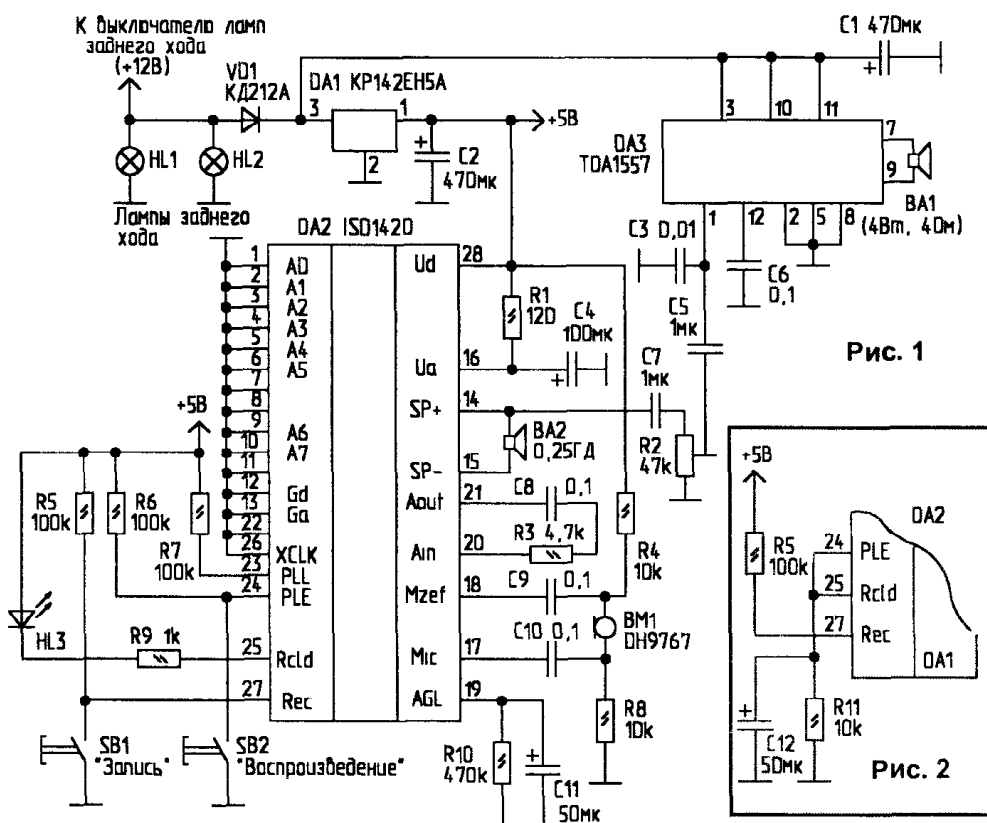 К выключателю ламп
заднего хода
(+12В)
VD1
КД212А
DA1 КР142ЕН5А
3
1
2
+5В
C2
470мк
HL1
HL2
Лампы заднего
хода
C1 470мк
+
3
10
11
DA3
TDA1557
7
9
BA1
(4Вт, 4Ом)
1
12
2
5
8
C3 0,01
C6
0,1
C5
1мк
Рис. 1
DA2 ISD1420
1
2
3
4
5
6
7
8
9
10
11
12
13
22
26
23
24
25
27
A0
A1
A2
A3
A4
A5
A6
A7
Gd
Ga
XCLK
PLL
PLE
Rcld
Rec
Ud
Ua
SP+
SP-
Aout
Ain
Mzef
Mic
AGL
28
16
14
15
21
20
18
17
19
R1
120
C4
100мк
+
C7
1мк
R2
47k
BA2
0,25ГД
C8 0,1
R3 4,7k
R4
10k
C9 0,1
C10 0,1
BM1
DH9767
R8
10k
R10
470k
+
C11
50мк
+5В
R5
100k
R6
100k
R7
100k
HL3
R9 1k
SB1
"Запись"
SB2
"Воспроизведение"
+5В
R5
100k
DA2
24
PLE
25
Rcld
27
Rec
DA1
+
C12
50мк
R11
10k
Рис. 2